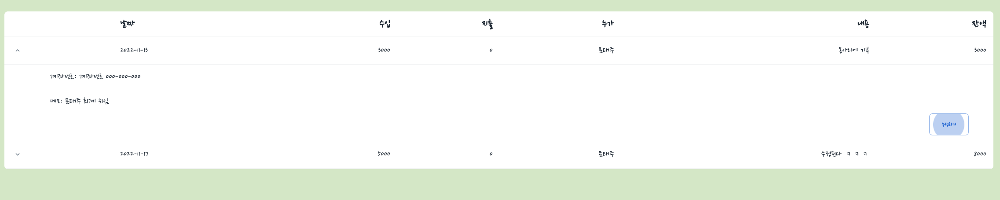 날짜 수입 지출 누가 내용 잔액
2022-11-13 3000 0 문태주 동아리에 기부 3000
계좌번호: 계좌번호 000-000-000
메모: 문태주 회계 위임
수정하기
2022-11-17 5000 0 문태주 수정된다 ㅋ ㅋ ㅋ 8000